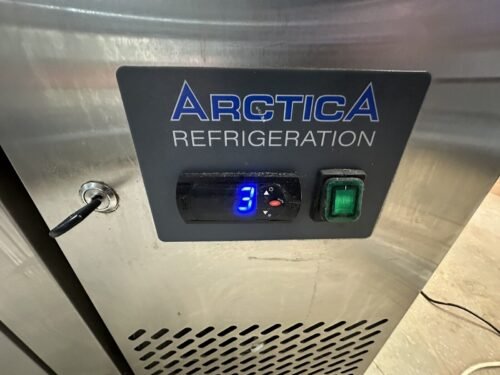 ARCTICA
REFRIGERATION
3